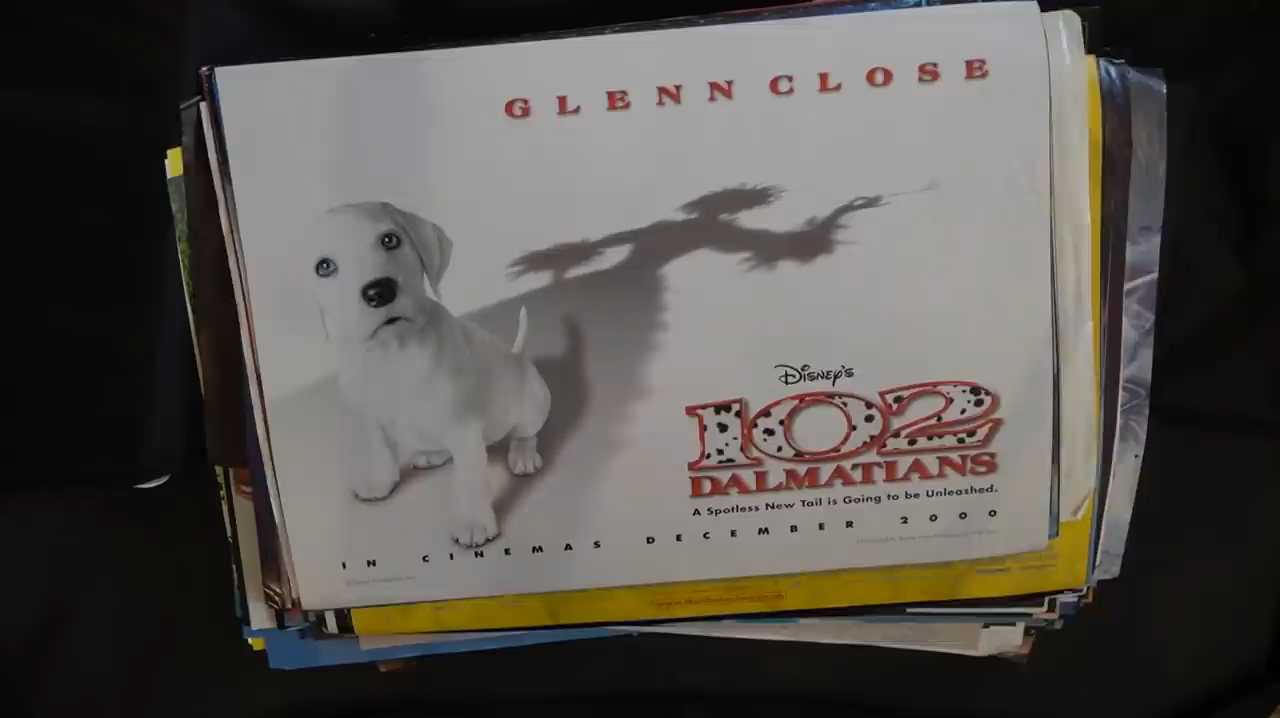 GLENN CLOSE
DISNEY'S
102
DALMATIANS
A Spotless New Tail is Going to be Unleashed.
IN CINEMAS DECEMBER 2000